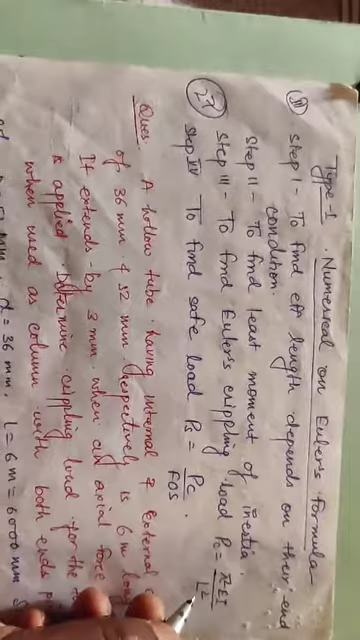 Type-1 . Numerical on Euler's formula
Step I - To find eff length depends on their end
condition.
Step II - To find least moment of inertia
(27) Step III - To find Euler's crippling load Pc = π²EI / L²
Step IV To find safe load Ps = Pc / FOS
Ques. A hollow tube having internal & external
of 36 mm & 52 mm respectively is 6m long
It extends by 3 mm when an axial force
is applied. Determine crippling load for the
when used as column with both ends
mm, d = 36 mm, l = 6 m = 6000 mm